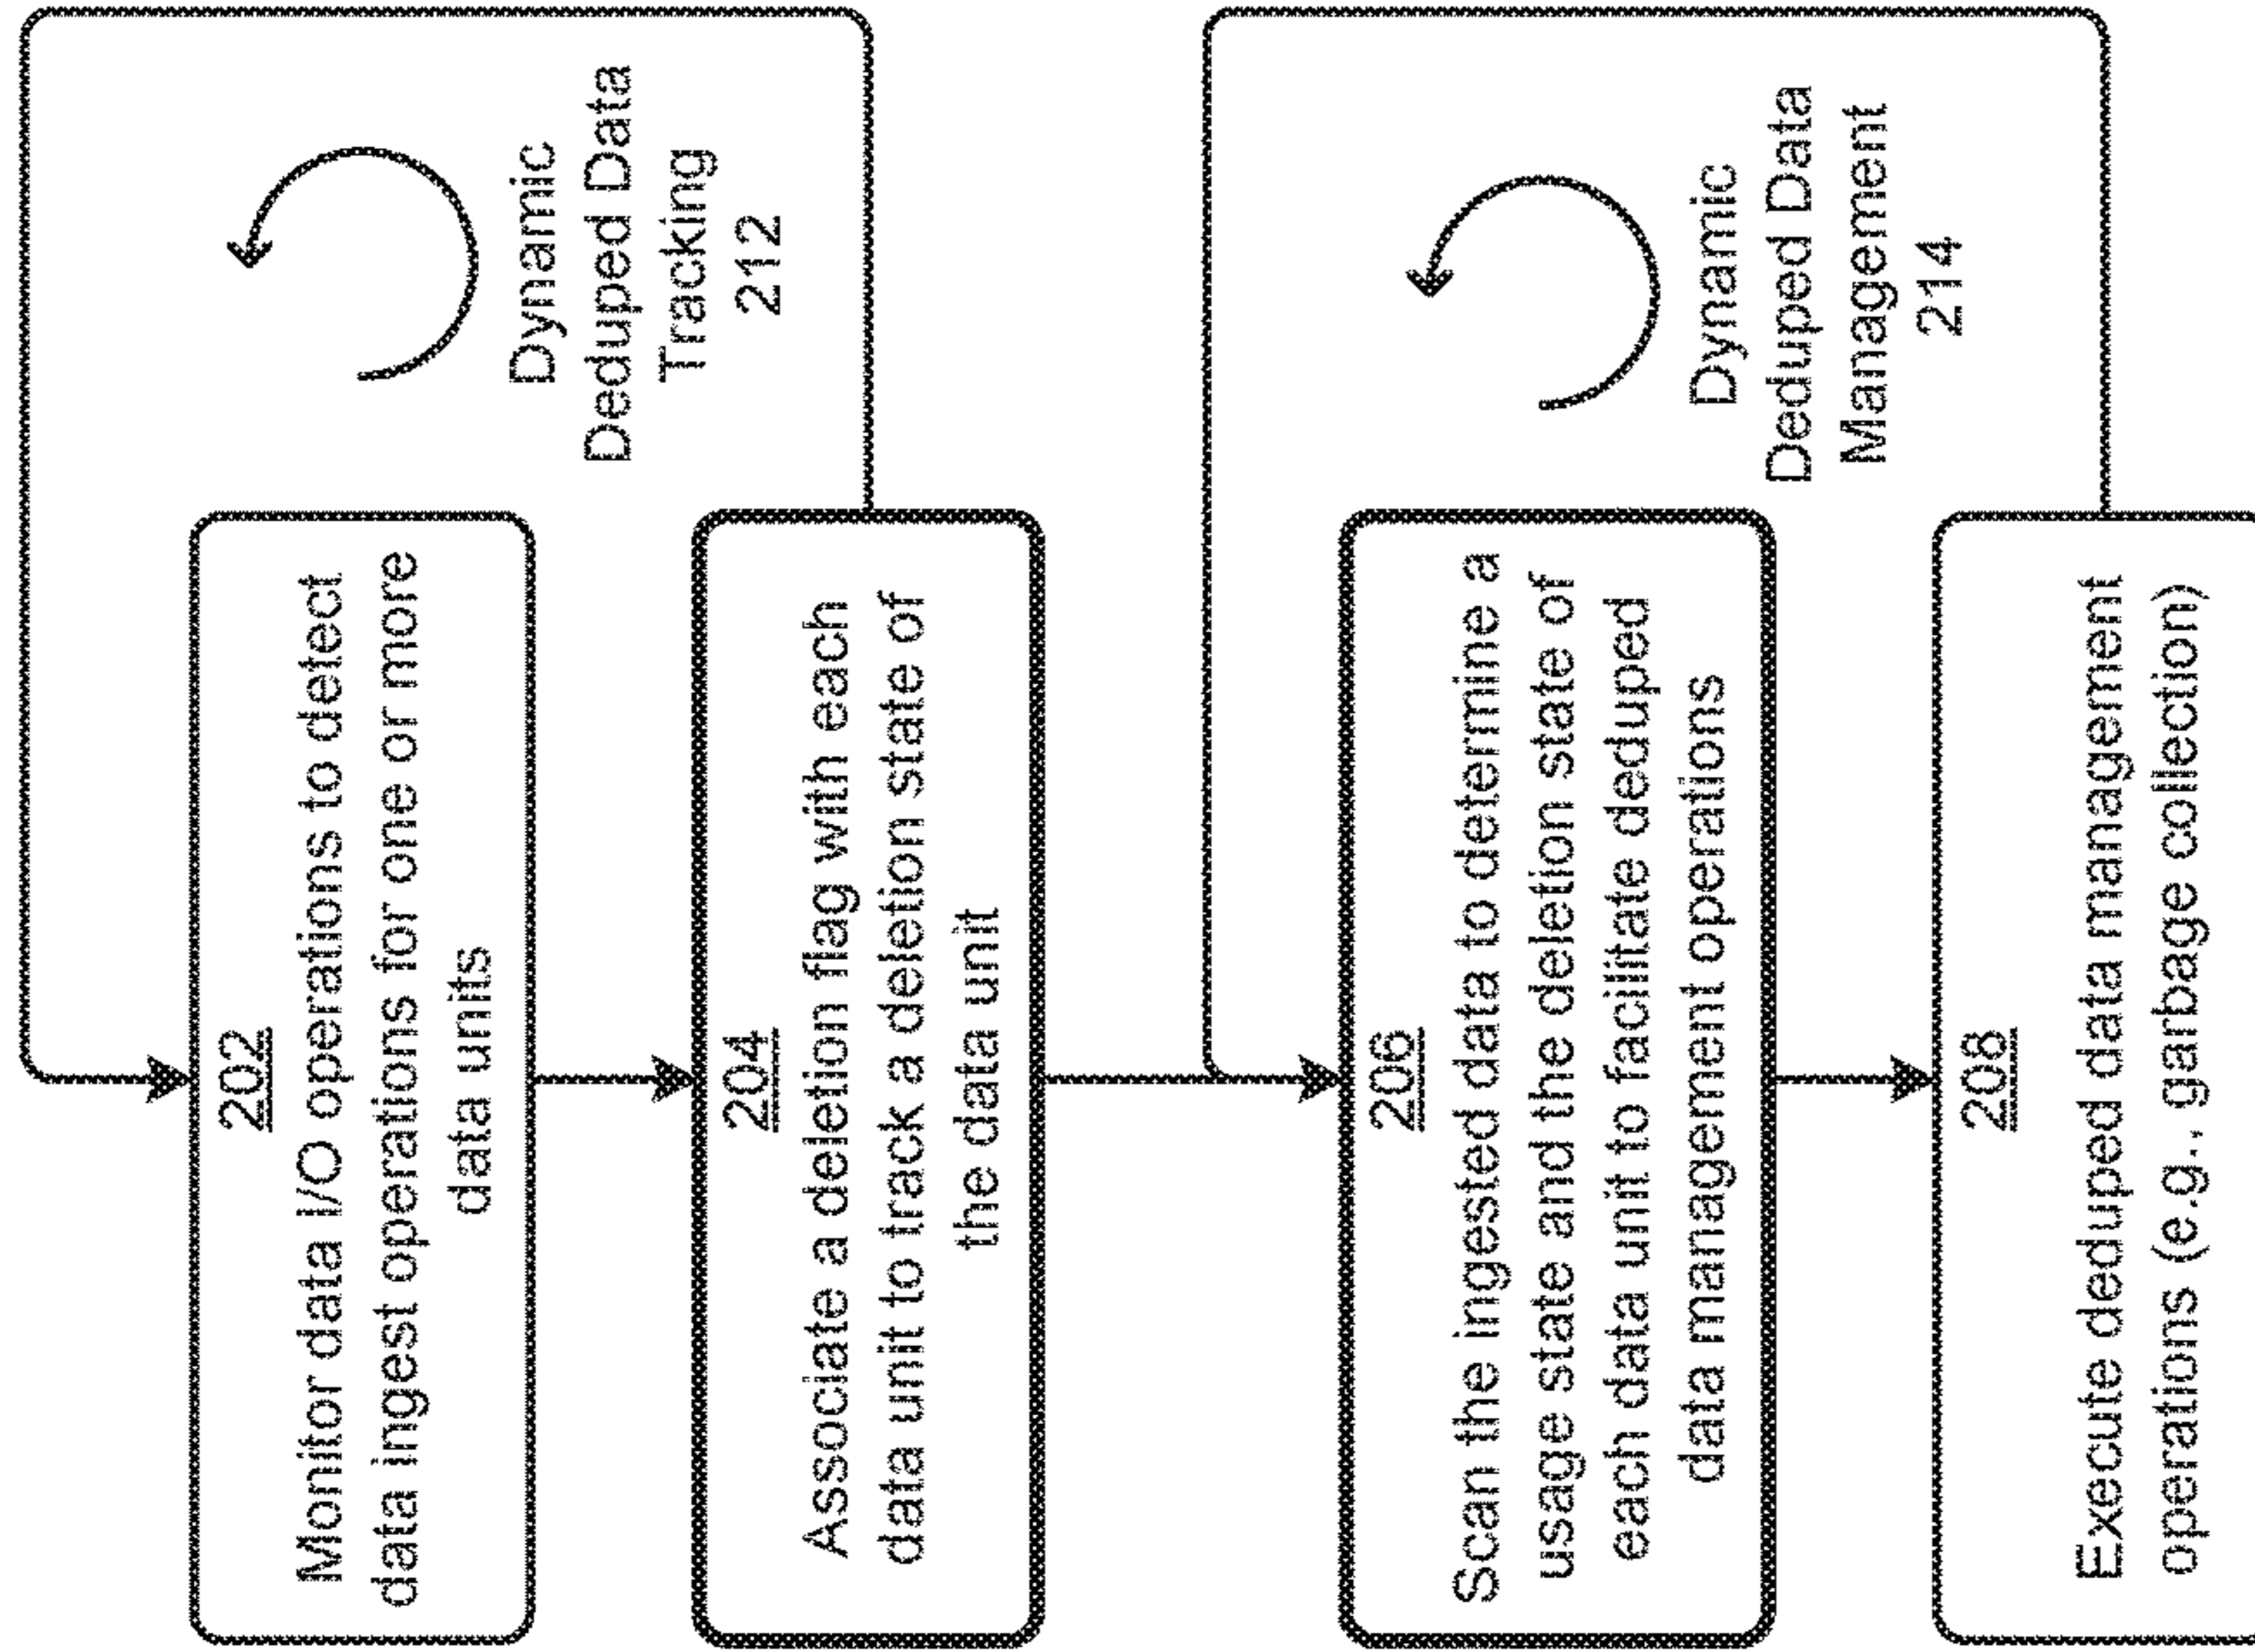 202
Monitor data I/O operations to detect
data ingest operations for one or more
data units
Dynamic
Deduped Data
Tracking
212
204
Associate a deletion flag with each
data unit to track a deletion state of
the data unit
206
Scan the ingested data to determine a
usage state and the deletion state of
each data unit to facilitate deduped
data management operations
Dynamic
Deduped Data
Management
214
208
Execute deduped data management
operations (e.g., garbage collection)